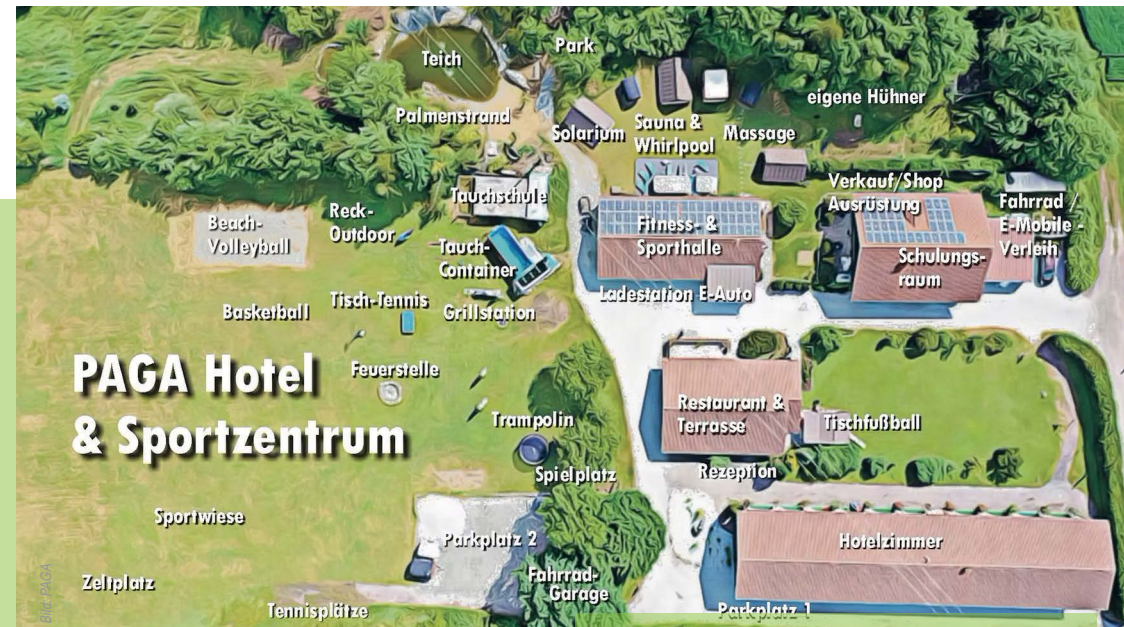 Park
Teich
eigene Hühner
Palmenstrand
Solarium
Sauna &
Whirlpool
Massage
Tauchschule
Verkauf/Shop
Ausrüstung
Fahrrad /
E-Mobile -
Verleih
Beach-
Volleyball
Reck-
Outdoor
Tauch-
Container
Fitness- &
Sporthalle
Schulungs-
raum
Ladestation E-Auto
Basketball
Tisch-Tennis
Grillstation
PAGA Hotel
& Sportzentrum
Feuerstelle
Trampolin
Restaurant &
Terrasse
Tischfußball
Spielplatz
Rezeption
Sportwiese
Parkplatz 2
Hotelzimmer
Zeltplatz
Fahrrad-
Garage
Tennisplätze
Parkplatz 1
Bild: PAGA